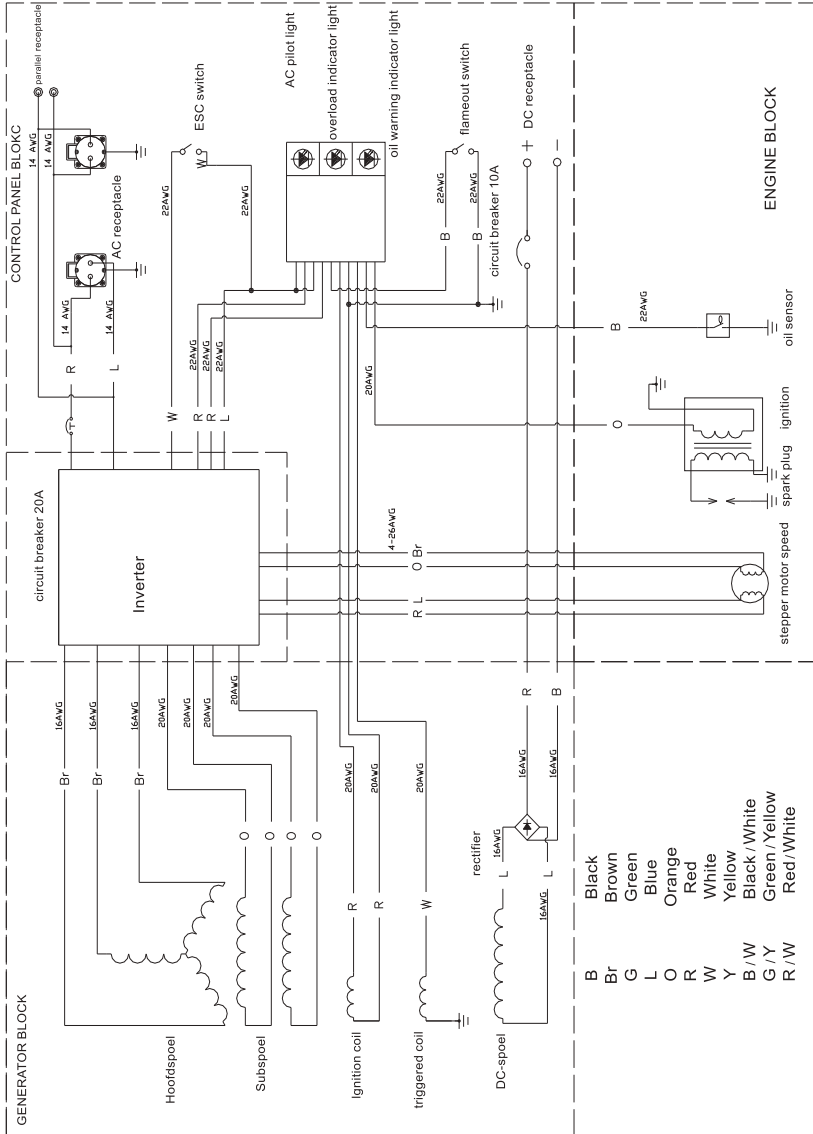 GENERATOR BLOCK
CONTROL PANEL BLOKC
ENGINE BLOCK
parallel receptacle
14 AWG
14 AWG
AC receptacle
14 AWG
14 AWG
R
L
circuit breaker 20A
Inverter
ESC switch
W
22AWG
22AWG
AC pilot light
overload indicator light
oil warning indicator light
flameout switch
22AWG
22AWG
B
B
circuit breaker 10A
DC receptacle
+
−
22AWG
22AWG
22AWG
W
R
R
L
20AWG
B
22AWG
oil sensor
O
ignition
spark plug
4-26AWG
O Br
R L
stepper motor speed
16AWG
16AWG
16AWG
20AWG
20AWG
20AWG
20AWG
Br
Br
Br
O
O
O
O
Hoofdspoel
Subspoel
Ignition coil
R
R
20AWG
20AWG
triggered coil
W
20AWG
DC-spoel
L
L
16AWG
16AWG
rectifier
16AWG
16AWG
R
B
B Black
Br Brown
G Green
L Blue
O Orange
R Red
W White
Y Yellow
B/W Black/White
G/Y Green/Yellow
R/W Red/White